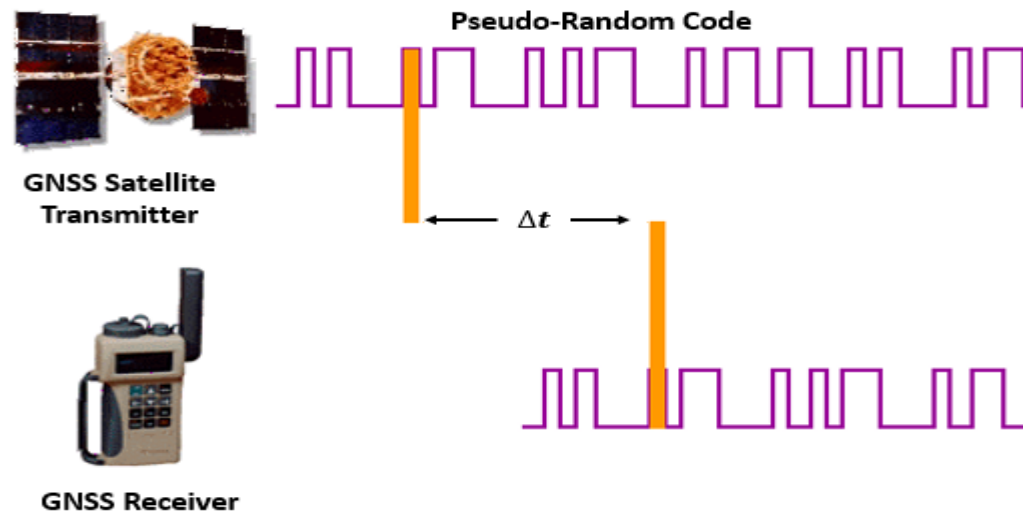 Pseudo-Random Code
GNSS Satellite
Transmitter
Δt
GNSS Receiver